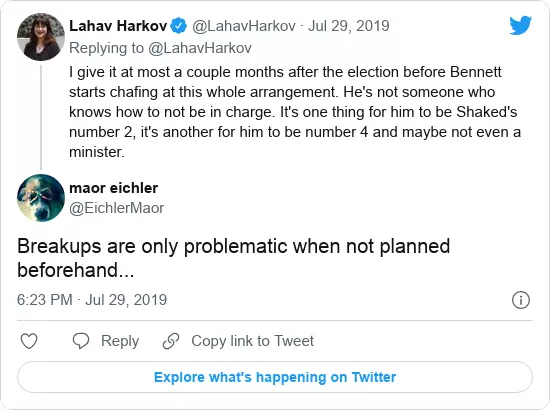 Lahav Harkov @LahavHarkov · Jul 29, 2019
Replying to @LahavHarkov
I give it at most a couple months after the election before Bennett
starts chafing at this whole arrangement. He's not someone who
knows how to not be in charge. It's one thing for him to be Shaked's
number 2, it's another for him to be number 4 and maybe not even a
minister.
maor eichler
@EichlerMaor
Breakups are only problematic when not planned
beforehand...
6:23 PM · Jul 29, 2019
Reply Copy link to Tweet
Explore what's happening on Twitter